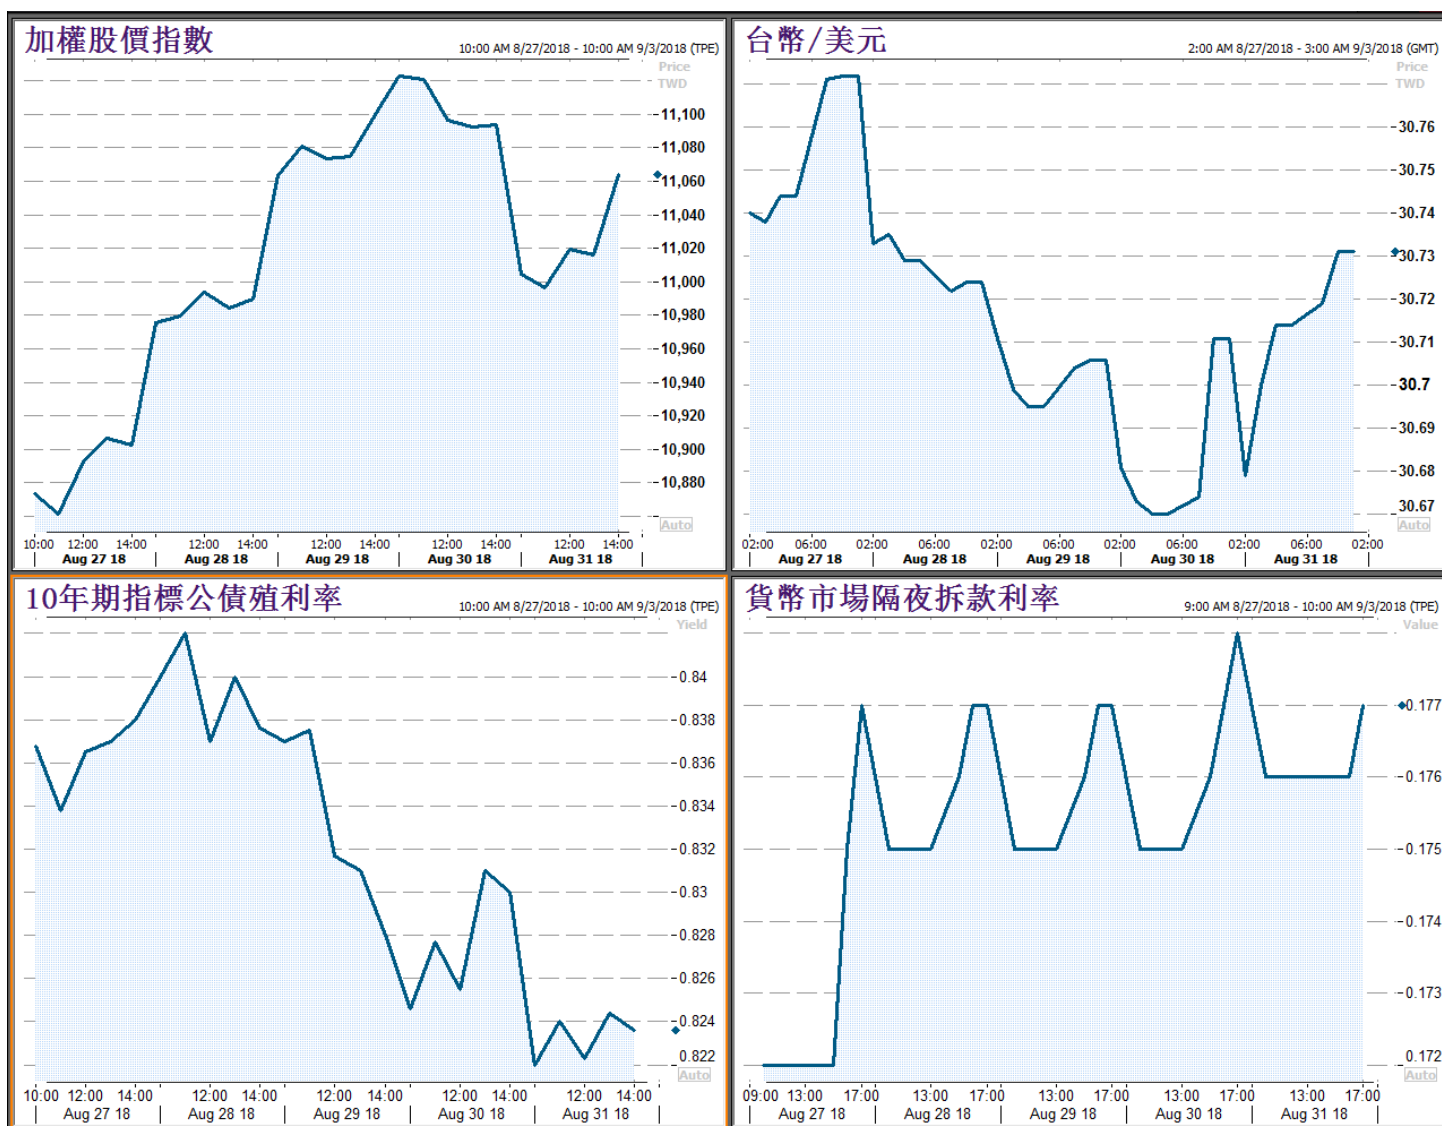 加權股價指數
10:00 AM 8/27/2018 - 10:00 AM 9/3/2018 (TPE)
Price
TWD
11,100
11,080
11,060
11,040
11,020
11,000
10,980
10,960
10,940
10,920
10,900
10,880
Auto
10:00 12:00 14:00 12:00 14:00 12:00 14:00 12:00 14:00 12:00 14:00
Aug 27 18 Aug 28 18 Aug 29 18 Aug 30 18 Aug 31 18
台幣/美元
2:00 AM 8/27/2018 - 3:00 AM 9/3/2018 (GMT)
Price
TWD
30.76
30.75
30.74
30.73
30.72
30.71
30.7
30.69
30.68
30.67
Auto
02:00 06:00 02:00 06:00 02:00 06:00 02:00 06:00 02:00 06:00 02:00
Aug 27 18 Aug 28 18 Aug 29 18 Aug 30 18 Aug 31 18
10年期指標公債殖利率
10:00 AM 8/27/2018 - 10:00 AM 9/3/2018 (TPE)
Yield
0.84
0.838
0.836
0.834
0.832
0.83
0.828
0.826
0.824
0.822
Auto
10:00 12:00 14:00 12:00 14:00 12:00 14:00 12:00 14:00 12:00 14:00
Aug 27 18 Aug 28 18 Aug 29 18 Aug 30 18 Aug 31 18
貨幣市場隔夜拆款利率
9:00 AM 8/27/2018 - 10:00 AM 9/3/2018 (TPE)
Value
0.177
0.176
0.175
0.174
0.173
0.172
Auto
09:00 13:00 17:00 13:00 17:00 13:00 17:00 13:00 17:00 13:00 17:00
Aug 27 18 Aug 28 18 Aug 29 18 Aug 30 18 Aug 31 18